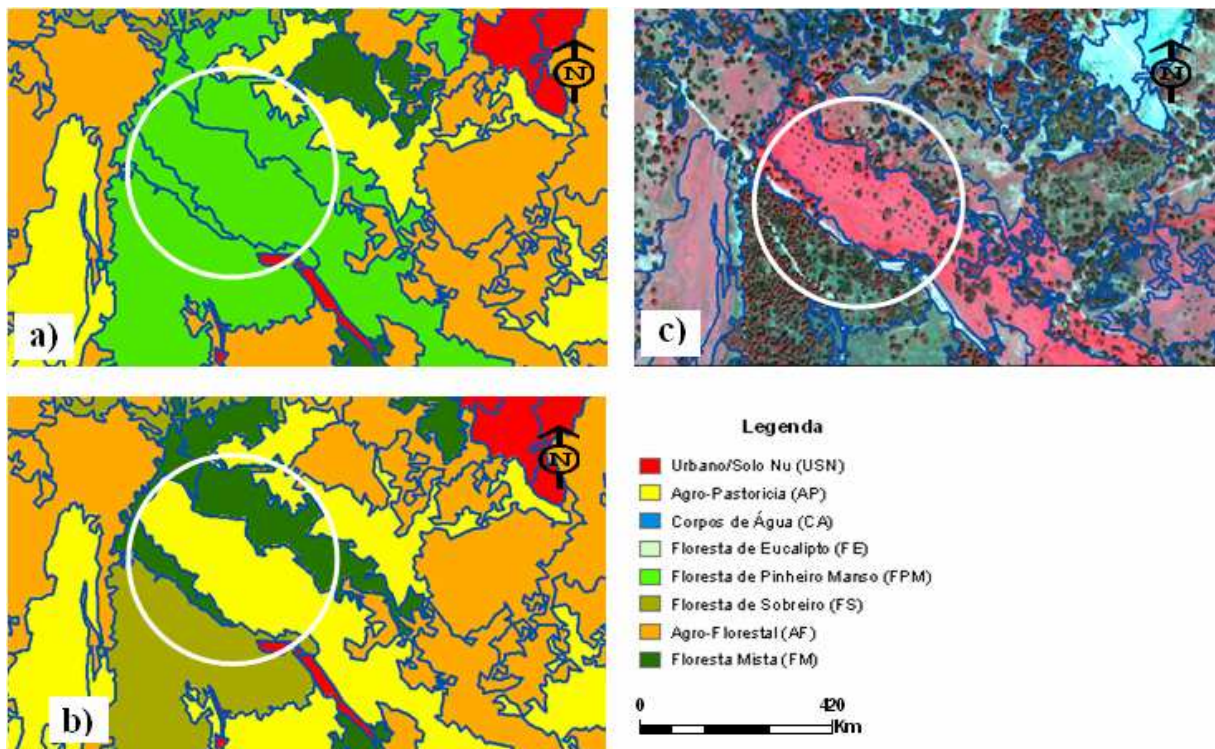 N
a)
N
c)
N
b)
Legenda
Urbano/Solo Nu (USN)
Agro-Pastoricia (AP)
Corpos de Água (CA)
Floresta de Eucalipto (FE)
Floresta de Pinheiro Manso (FPM)
Floresta de Sobreiro (FS)
Agro-Florestal (AF)
Floresta Mista (FM)
0 420
Km